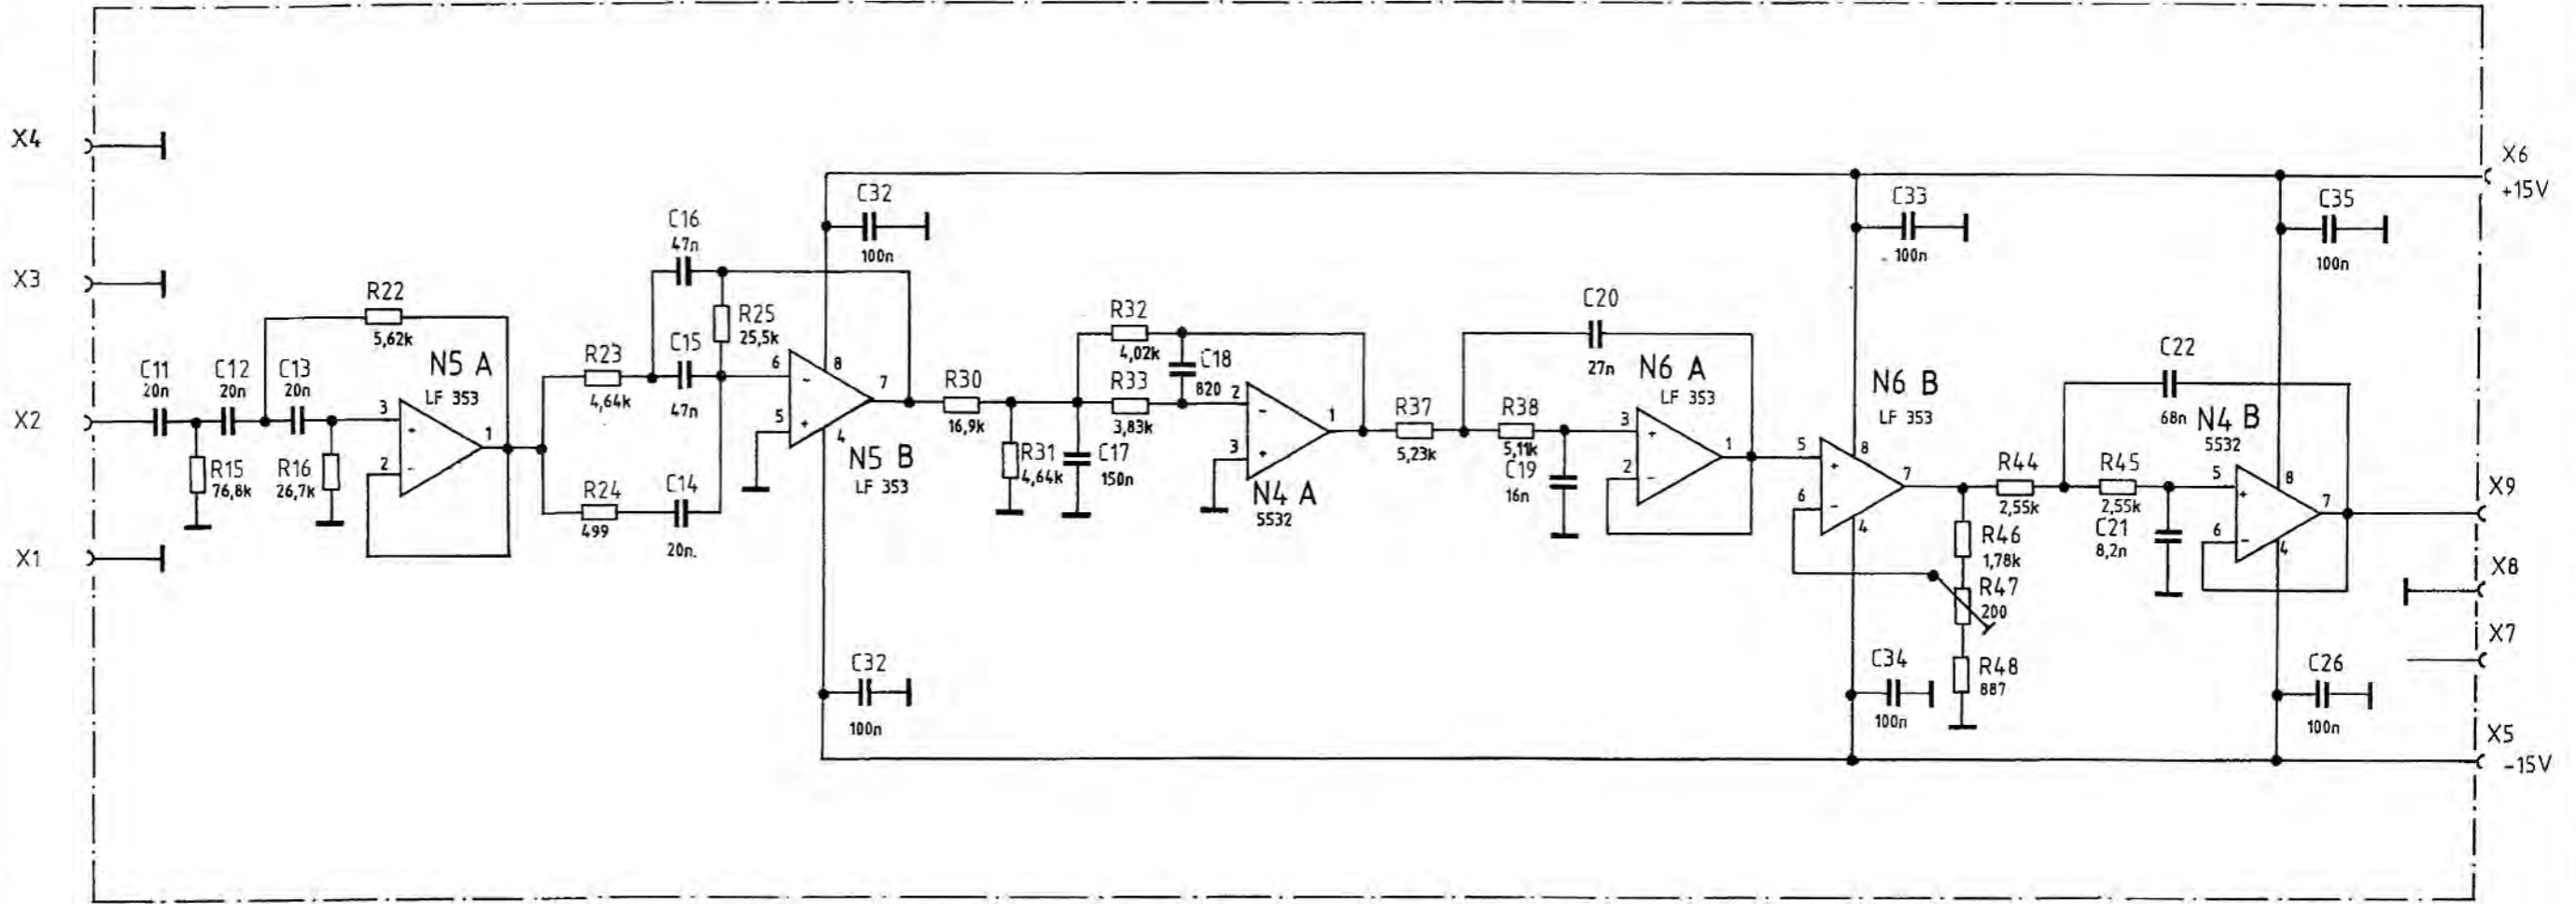 X4
X3
X2
X1
C11
20n
C12
20n
C13
20n
R15
76,8k
R16
26,7k
R22
5,62k
N5 A
LF 353
3
+
2
-
1
R23
4,64k
R24
499
C16
47n
C15
47n
C14
20n.
R25
25,5k
C32
100n
6
-
5
+
8
4
7
N5 B
LF 353
C32
100n
R30
16,9k
R31
4,64k
C17
150n
R32
4,02k
R33
3,83k
C18
820
2
-
3
+
1
N4 A
5532
R37
5,23k
R38
5,11k
C19
16n
C20
27n
N6 A
LF 353
3
+
2
-
1
C33
100n
N6 B
LF 353
5
+
6
-
8
4
7
C34
100n
R46
1,78k
R47
200
R48
887
R44
2,55k
R45
2,55k
C21
8,2n
C22
68n
N4 B
5532
5
+
6
-
8
4
7
C35
100n
C26
100n
X6
+15V
X9
X8
X7
X5
-15V